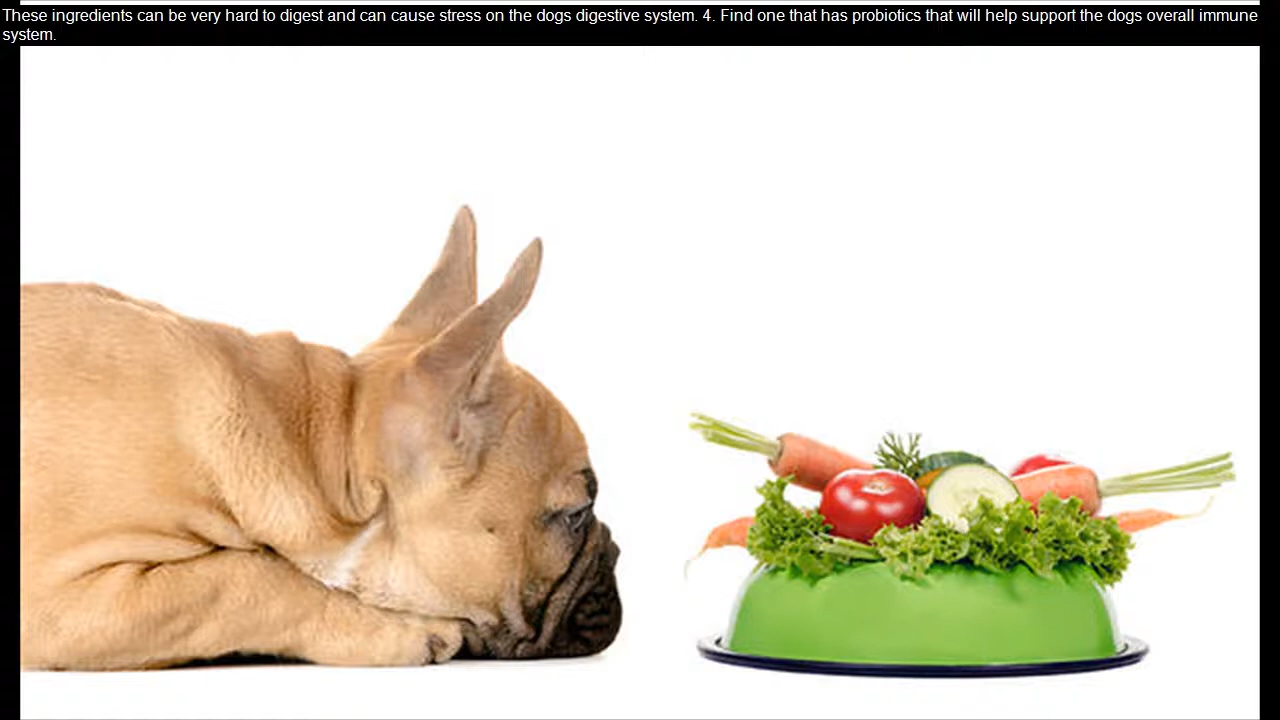 These ingredients can be very hard to digest and can cause stress on the dogs digestive system. 4. Find one that has probiotics that will help support the dogs overall immune
system.